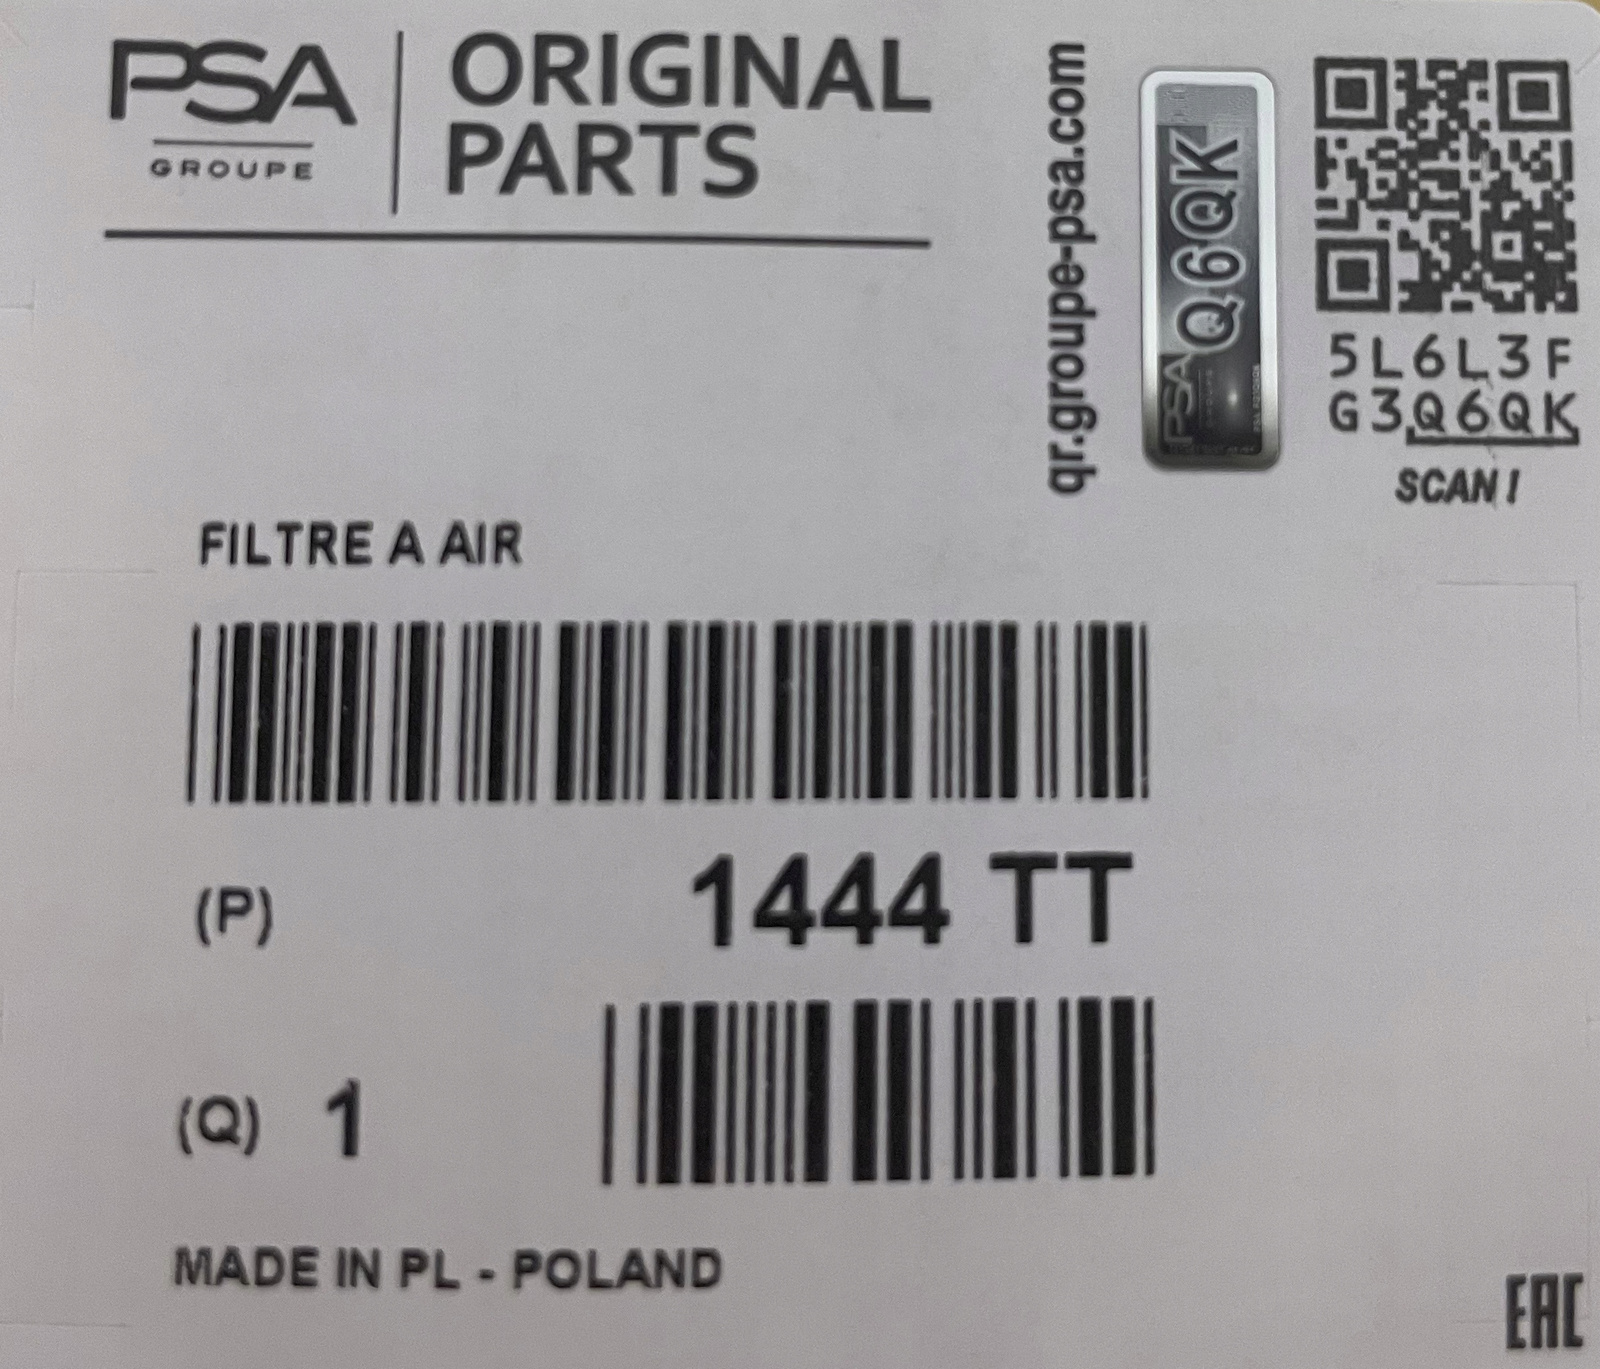 PSA
GROUPE
ORIGINAL
PARTS
qr.groupe-psa.com
Q6QK
PSA
5L6L3F
G3Q6QK
SCAN !
FILTRE A AIR
(P) 1444 TT
(Q) 1
MADE IN PL - POLAND
EAC